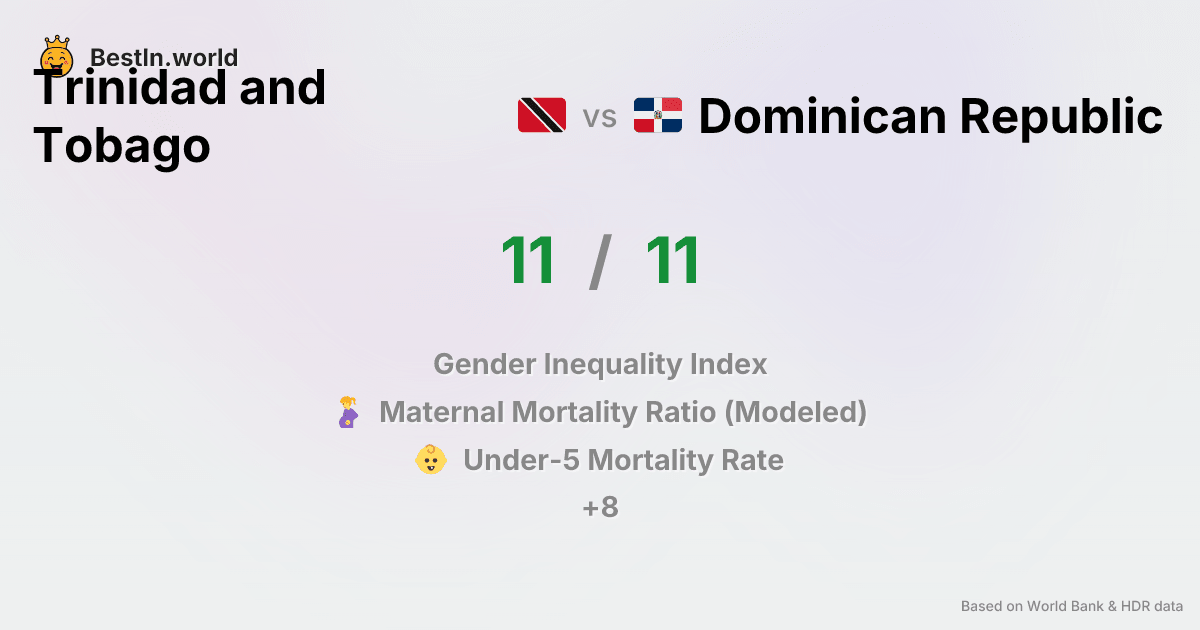 BestIn.world
Trinidad and
Tobago
vs
Dominican Republic
11 / 11
Gender Inequality Index
Maternal Mortality Ratio (Modeled)
Under-5 Mortality Rate
+8
Based on World Bank & HDR data